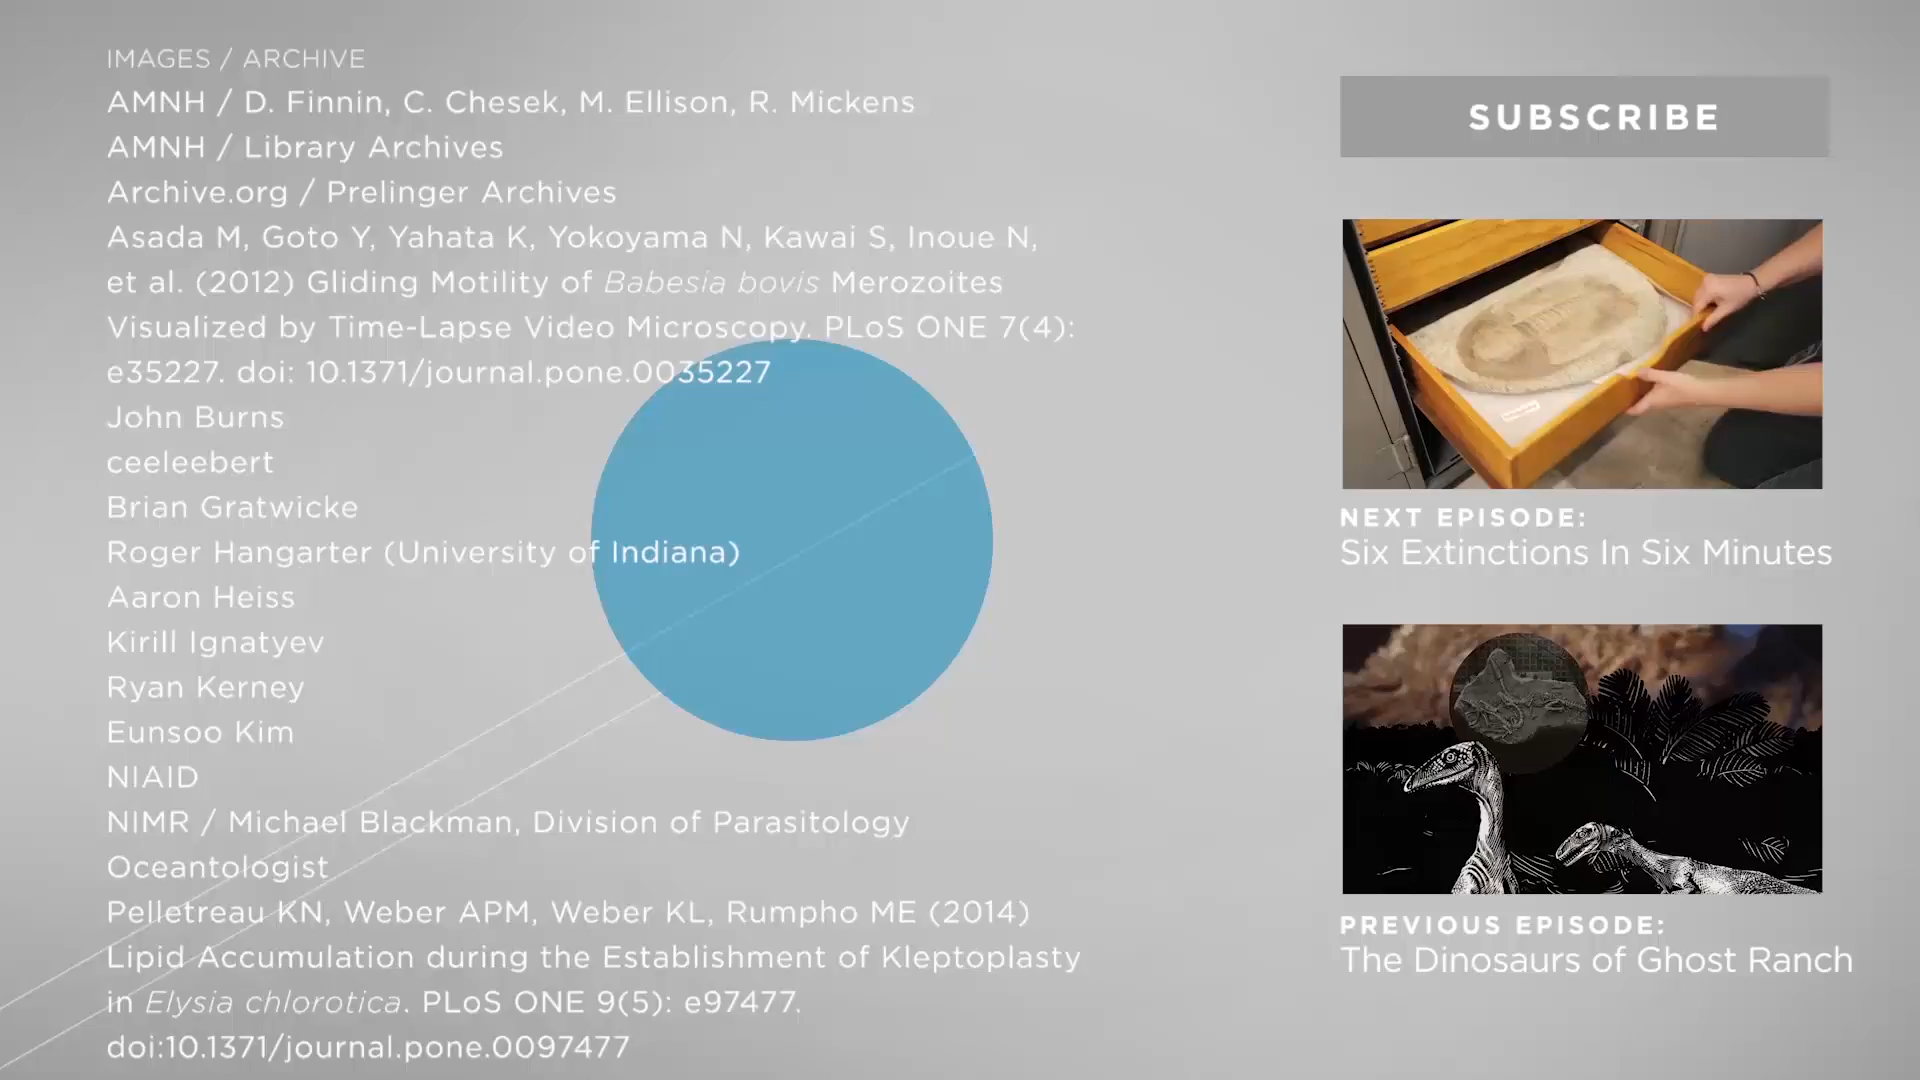 IMAGES / ARCHIVE
AMNH / D. Finnin, C. Chesek, M. Ellison, R. Mickens
AMNH / Library Archives
Archive.org / Prelinger Archives
Asada M, Goto Y, Yahata K, Yokoyama N, Kawai S, Inoue N,
et al. (2012) Gliding Motility of Babesia bovis Merozoites
Visualized by Time-Lapse Video Microscopy. PLoS ONE 7(4):
e35227. doi: 10.1371/journal.pone.0035227
John Burns
ceeleebert
Brian Gratwicke
Roger Hangarter (University of Indiana)
Aaron Heiss
Kirill Ignatyev
Ryan Kerney
Eunsoo Kim
NIAID
NIMR / Michael Blackman, Division of Parasitology
Oceantologist
Pelletreau KN, Weber APM, Weber KL, Rumpho ME (2014)
Lipid Accumulation during the Establishment of Kleptoplasty
in Elysia chlorotica. PLoS ONE 9(5): e97477.
doi:10.1371/journal.pone.0097477
SUBSCRIBE
NEXT EPISODE:
Six Extinctions In Six Minutes
PREVIOUS EPISODE:
The Dinosaurs of Ghost Ranch